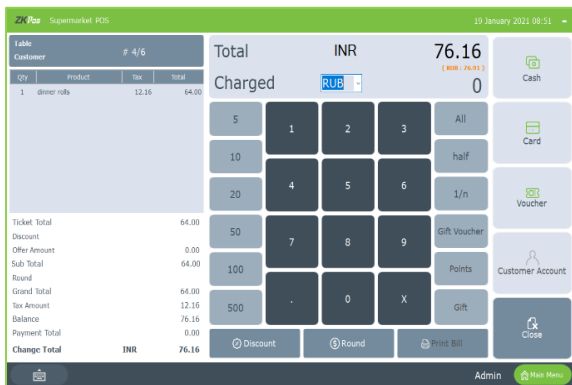 ZKPos Supermarket POS 19 January 2021 08:51
Table
Customer # 4/6
Qty Product Tax Total
1 dinner rolls 12.16 64.00
Total INR 76.16
( RUB : 76.93 )
Charged RUB 0
5 1 2 3 All
10 half
20 4 5 6 1/n
50 7 8 9 Gift Voucher
100 Points
500 . 0 X Gift
Discount Round Print Bill
Cash
Card
Voucher
Customer Account
Close
Ticket Total 64.00
Discount
Offer Amount 0.00
Sub Total 64.00
Round
Grand Total 64.00
Tax Amount 12.16
Balance 76.16
Payment Total 0.00
Change Total INR 76.16
Admin Main Menu